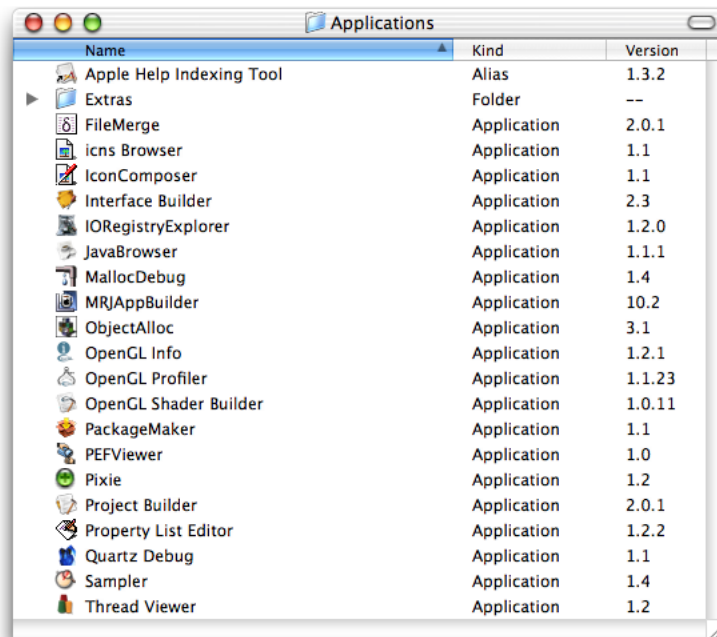 Applications
Name Kind Version
Apple Help Indexing Tool Alias 1.3.2
Extras Folder --
FileMerge Application 2.0.1
icns Browser Application 1.1
IconComposer Application 1.1
Interface Builder Application 2.3
IORegistryExplorer Application 1.2.0
JavaBrowser Application 1.1.1
MallocDebug Application 1.4
MRJAppBuilder Application 10.2
ObjectAlloc Application 3.1
OpenGL Info Application 1.2.1
OpenGL Profiler Application 1.1.23
OpenGL Shader Builder Application 1.0.11
PackageMaker Application 1.1
PEFViewer Application 1.0
Pixie Application 1.2
Project Builder Application 2.0.1
Property List Editor Application 1.2.2
Quartz Debug Application 1.1
Sampler Application 1.4
Thread Viewer Application 1.2